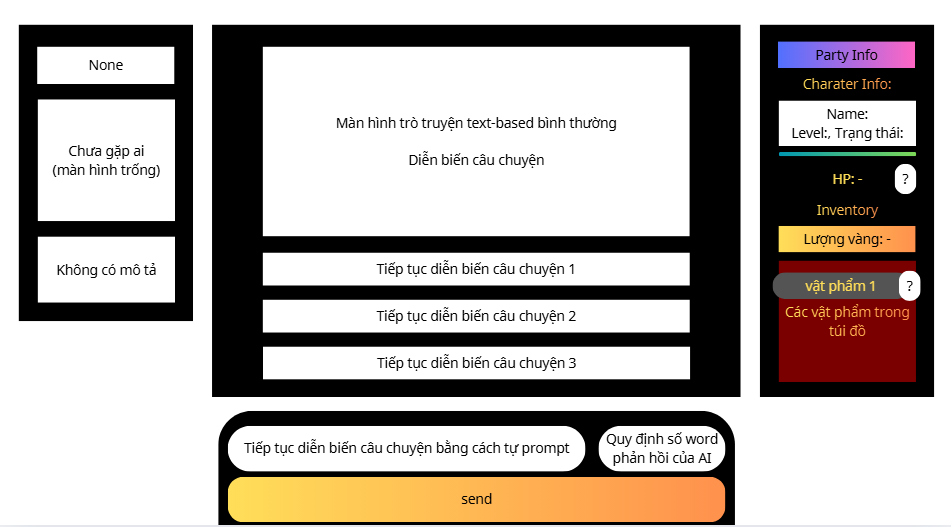 None
Chưa gặp ai
(màn hình trống)
Không có mô tả
Màn hình trò truyện text-based bình thường
Diễn biến câu chuyện
Tiếp tục diễn biến câu chuyện 1
Tiếp tục diễn biến câu chuyện 2
Tiếp tục diễn biến câu chuyện 3
Party Info
Charater Info:
Name:
Level:, Trạng thái:
HP: -
?
Inventory
Lượng vàng: -
vật phẩm 1
?
Các vật phẩm trong
túi đồ
Tiếp tục diễn biến câu chuyện bằng cách tự prompt
Quy định số word
phản hồi của AI
send